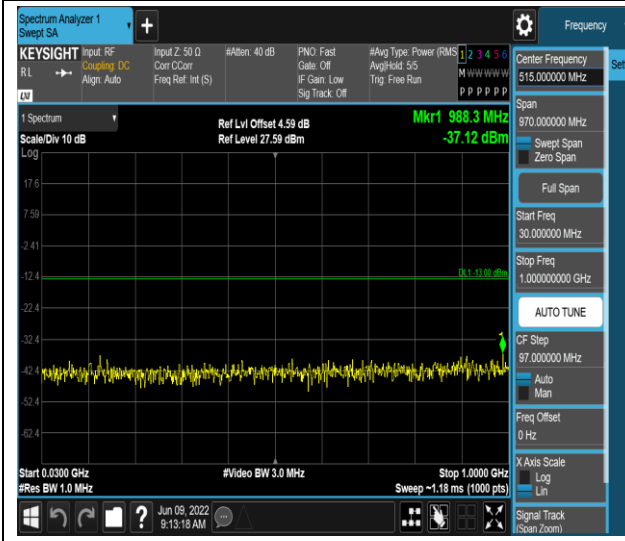 Spectrum Analyzer 1
Swept SA
+
Frequency
KEYSIGHT
RL
LXI
Input: RF
Coupling: DC
Align: Auto
Input Z: 50 Ω
Corr CCorr
Freq Ref: Int (S)
#Atten: 40 dB
PNO: Fast
Gate: Off
IF Gain: Low
Sig Track: Off
#Avg Type: Power (RMS
Avg|Hold: 5/5
Trig: Free Run
1 2 3 4 5 6
M W W W W W
P P P P P P
1 Spectrum
Scale/Div 10 dB
Log
Ref Lvl Offset 4.59 dB
Ref Level 27.59 dBm
Mkr1 988.3 MHz
-37.12 dBm
17.6
7.59
-2.41
-12.4
-22.4
-32.4
-42.4
-52.4
-62.4
DL1 -13.00 dBm
1
Start 0.0300 GHz
#Res BW 1.0 MHz
#Video BW 3.0 MHz
Stop 1.0000 GHz
Sweep ~1.18 ms (1000 pts)
Center Frequency
515.000000 MHz
Set
Span
970.000000 MHz
Swept Span
Zero Span
Full Span
Start Freq
30.000000 MHz
Stop Freq
1.000000000 GHz
AUTO TUNE
CF Step
97.000000 MHz
Auto
Man
Freq Offset
0 Hz
X Axis Scale
Log
Lin
Signal Track
(Span Zoom)
?
Jun 09, 2022
9:13:18 AM